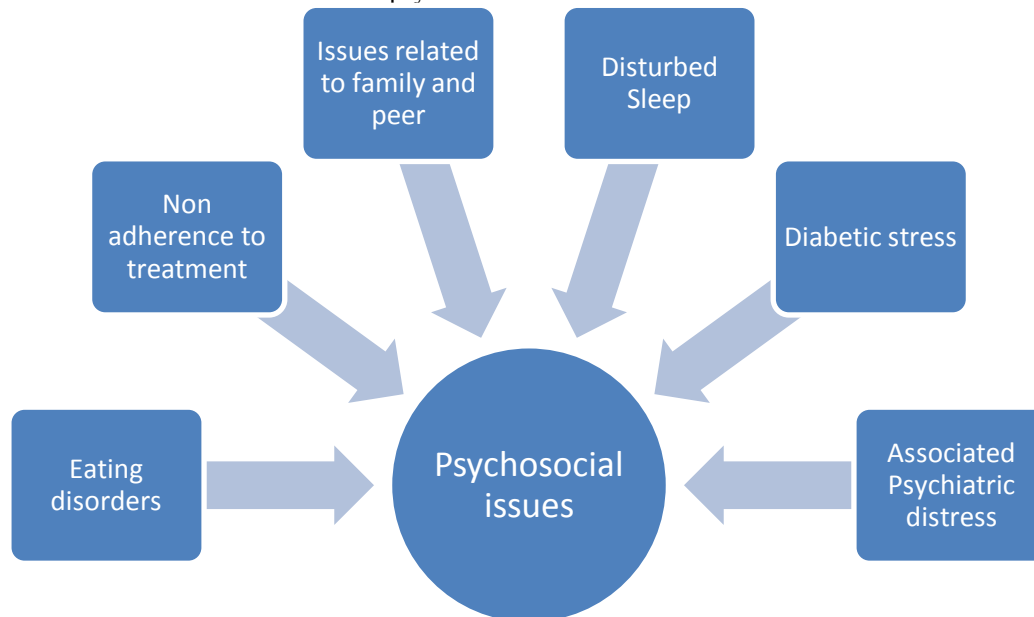 Issues related
to family and
peer
Disturbed
Sleep
Non
adherence to
treatment
Diabetic stress
Eating
disorders
Psychosocial
issues
Associated
Psychiatric
distress